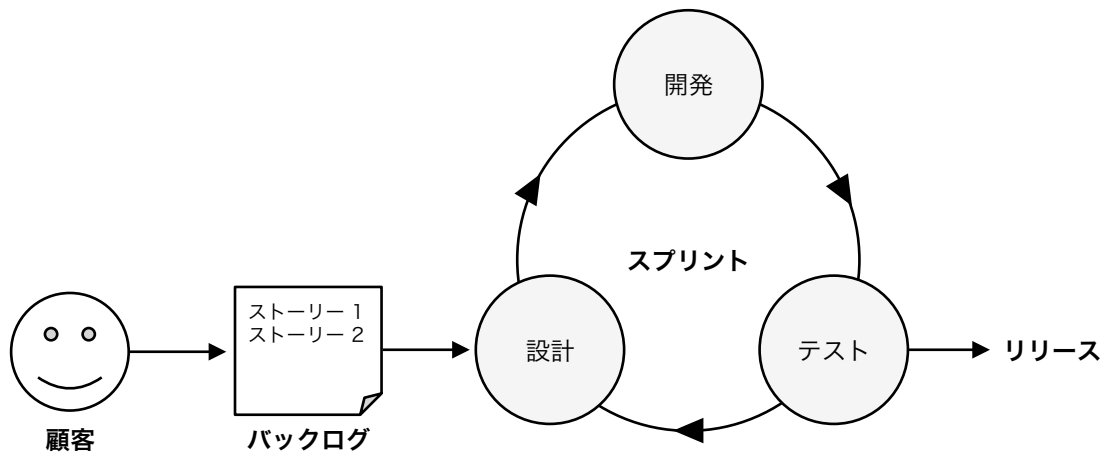 開発
スプリント
ストーリー 1
ストーリー 2
設計
テスト
リリース
顧客
バックログ